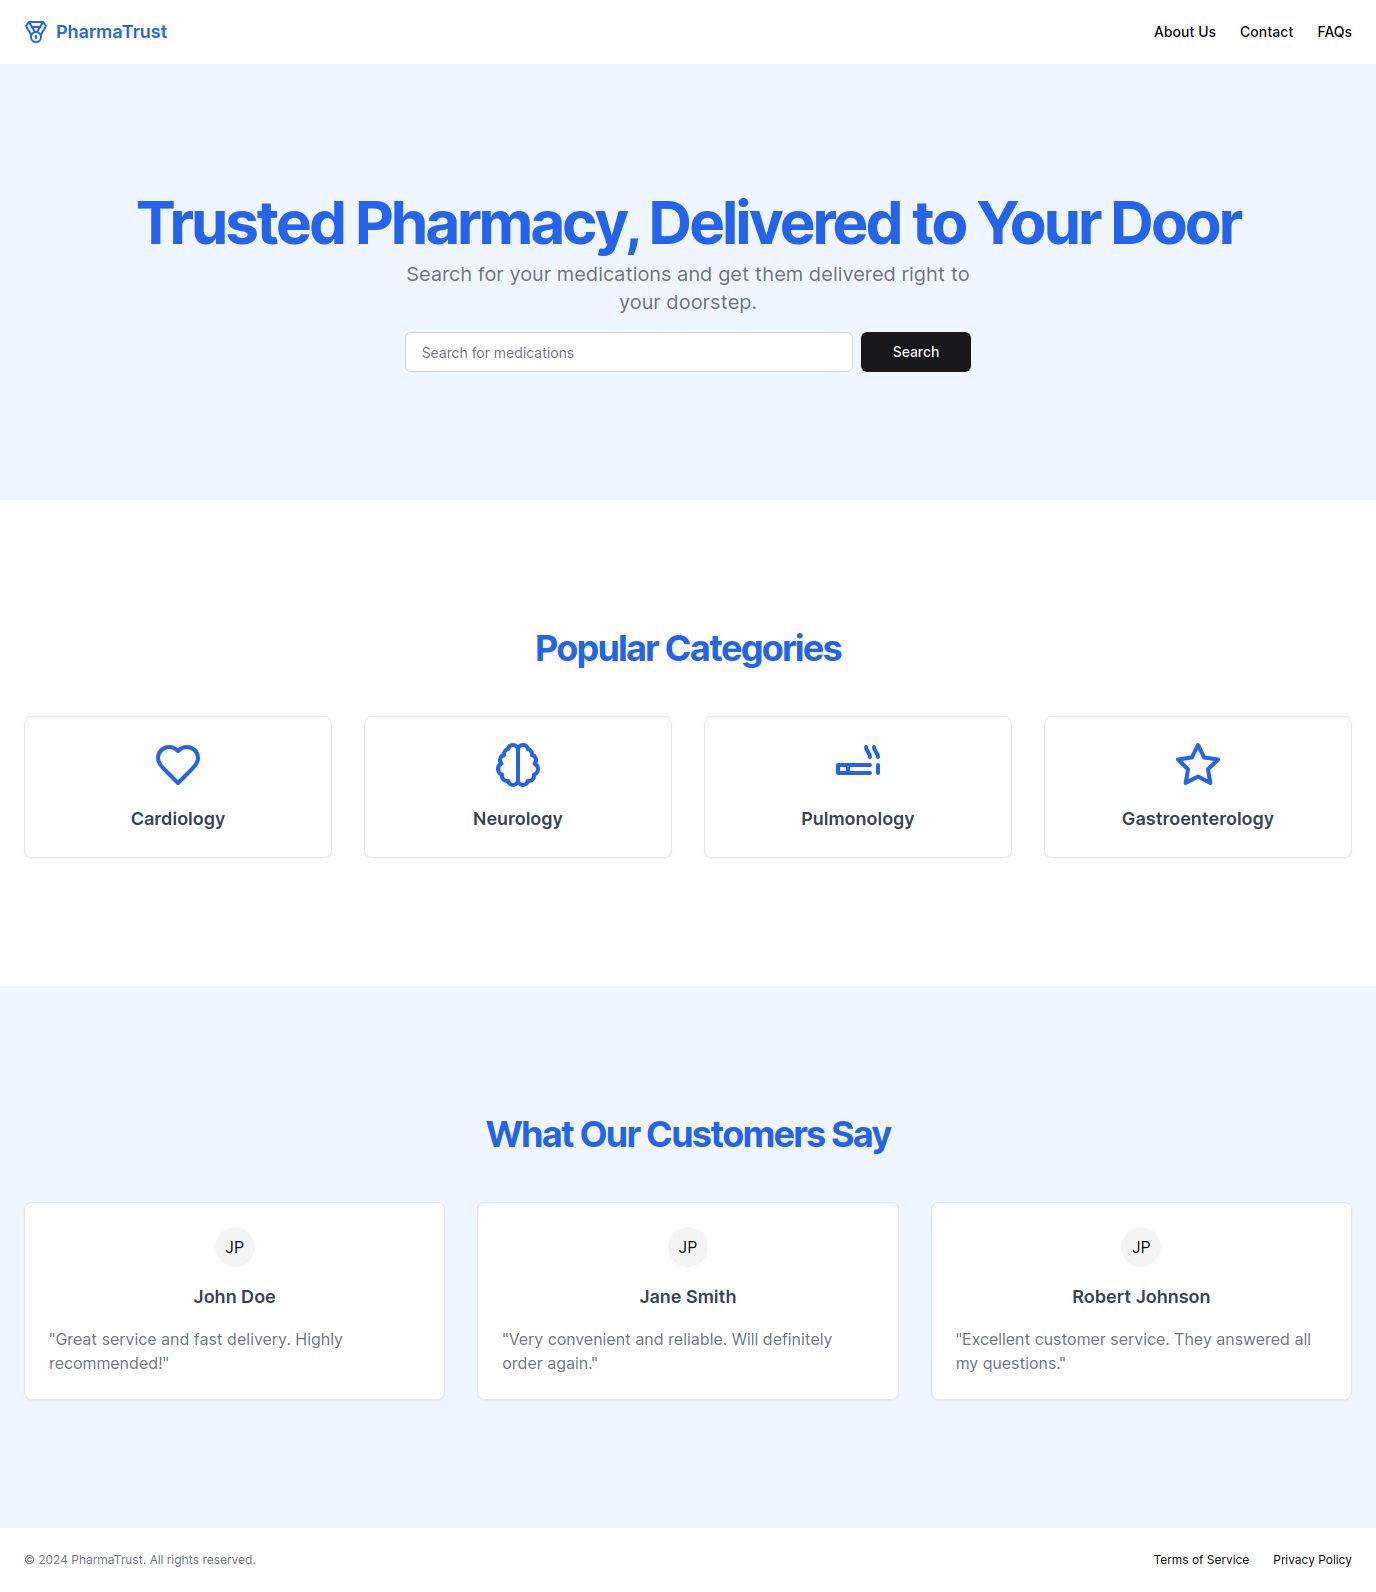 PharmaTrust
About Us
Contact
FAQs
Trusted Pharmacy, Delivered to Your Door
Search for your medications and get them delivered right to
your doorstep.
Search for medications
Search
Popular Categories
Cardiology
Neurology
Pulmonology
Gastroenterology
What Our Customers Say
JP
John Doe
"Great service and fast delivery. Highly
recommended!"
JP
Jane Smith
"Very convenient and reliable. Will definitely
order again."
JP
Robert Johnson
"Excellent customer service. They answered all
my questions."
© 2024 PharmaTrust. All rights reserved.
Terms of Service
Privacy Policy